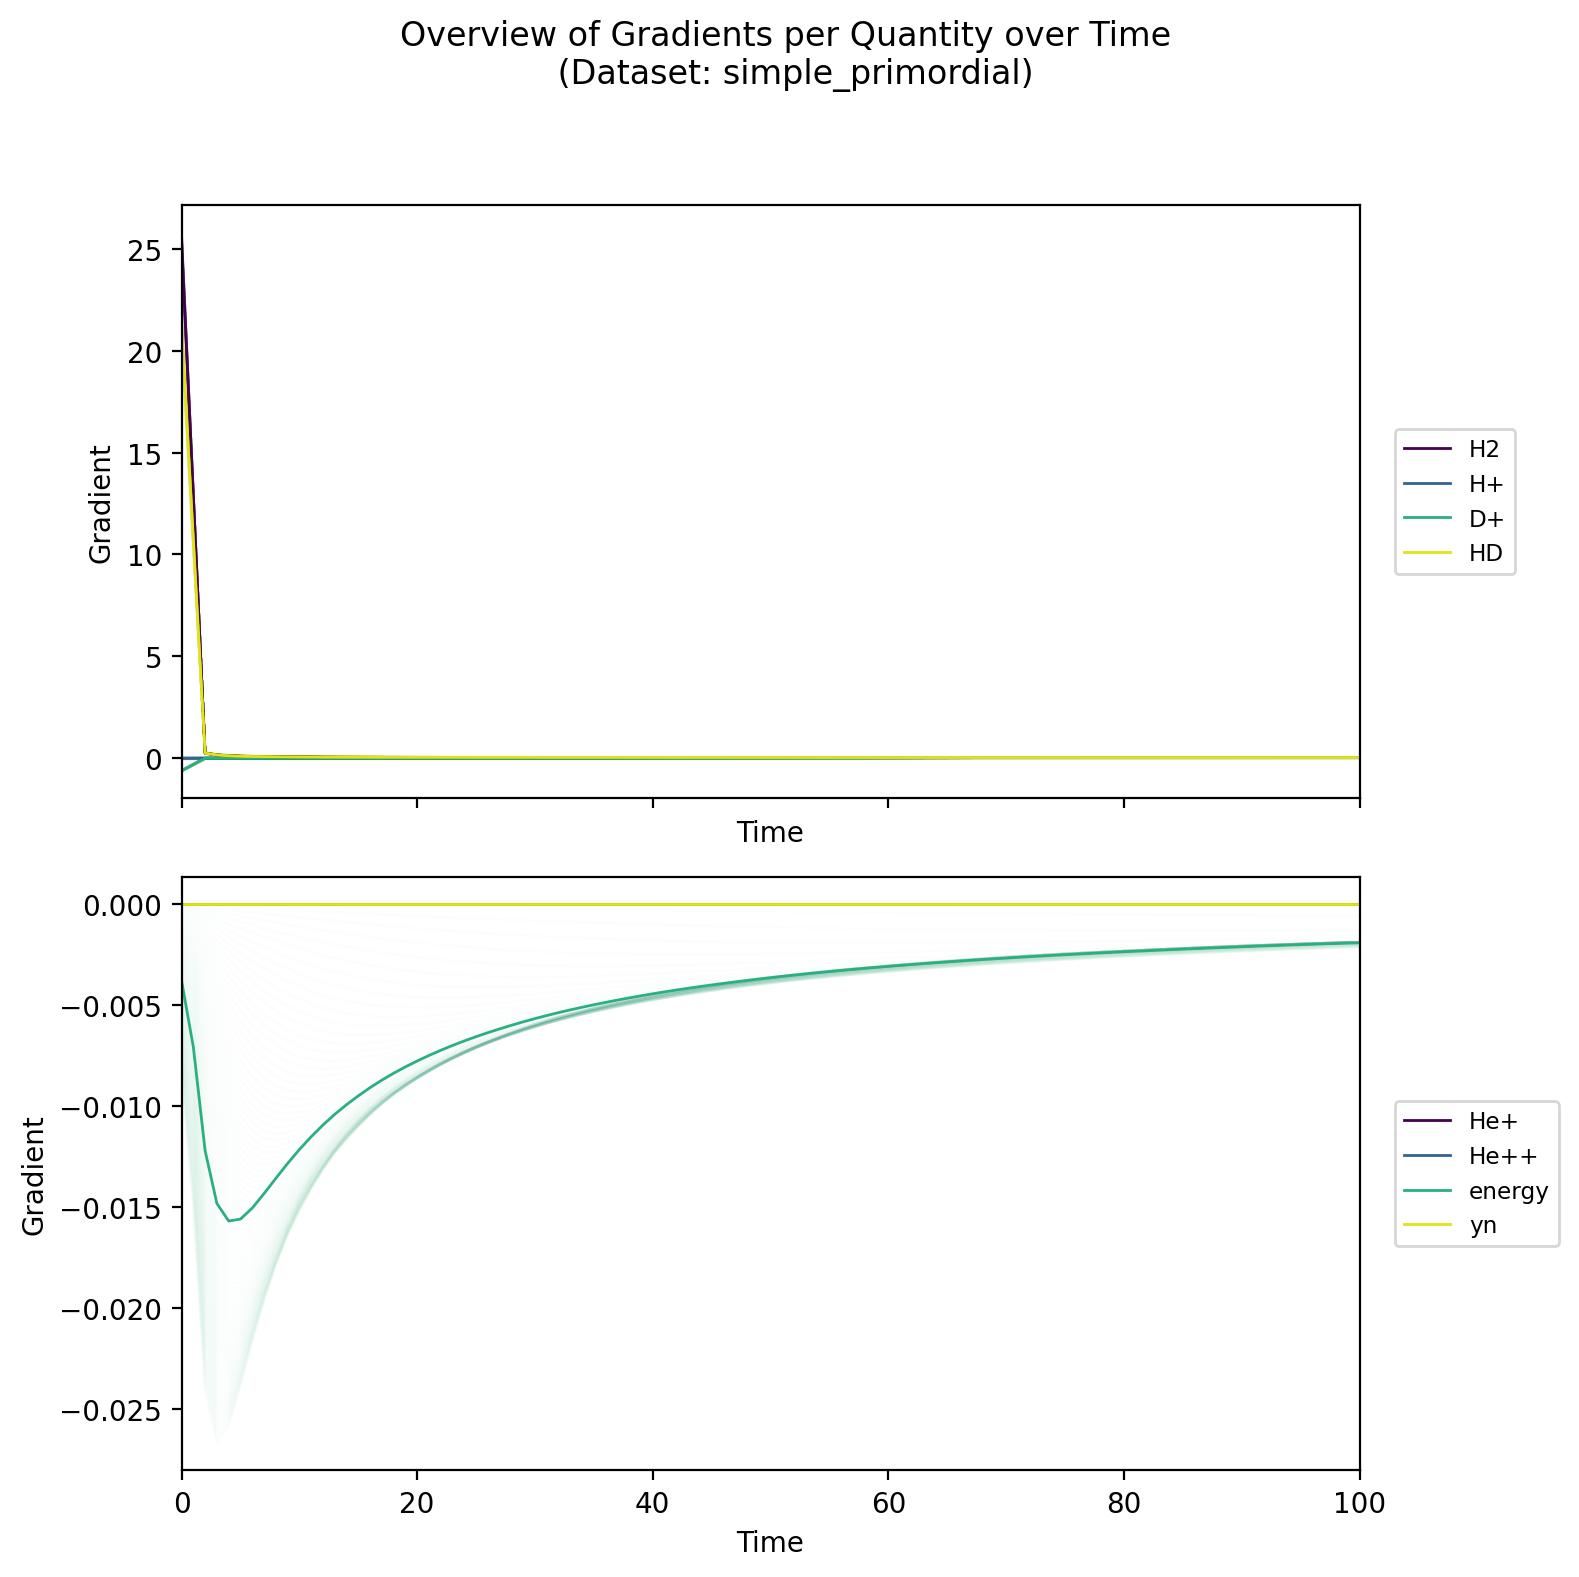 Overview of Gradients per Quantity over Time
(Dataset: simple_primordial)
25
20
15
10
5
0
Gradient
Time
H2
H+
D+
HD
0.000
−0.005
−0.010
−0.015
−0.020
−0.025
Gradient
0 20 40 60 80 100
Time
He+
He++
energy
yn